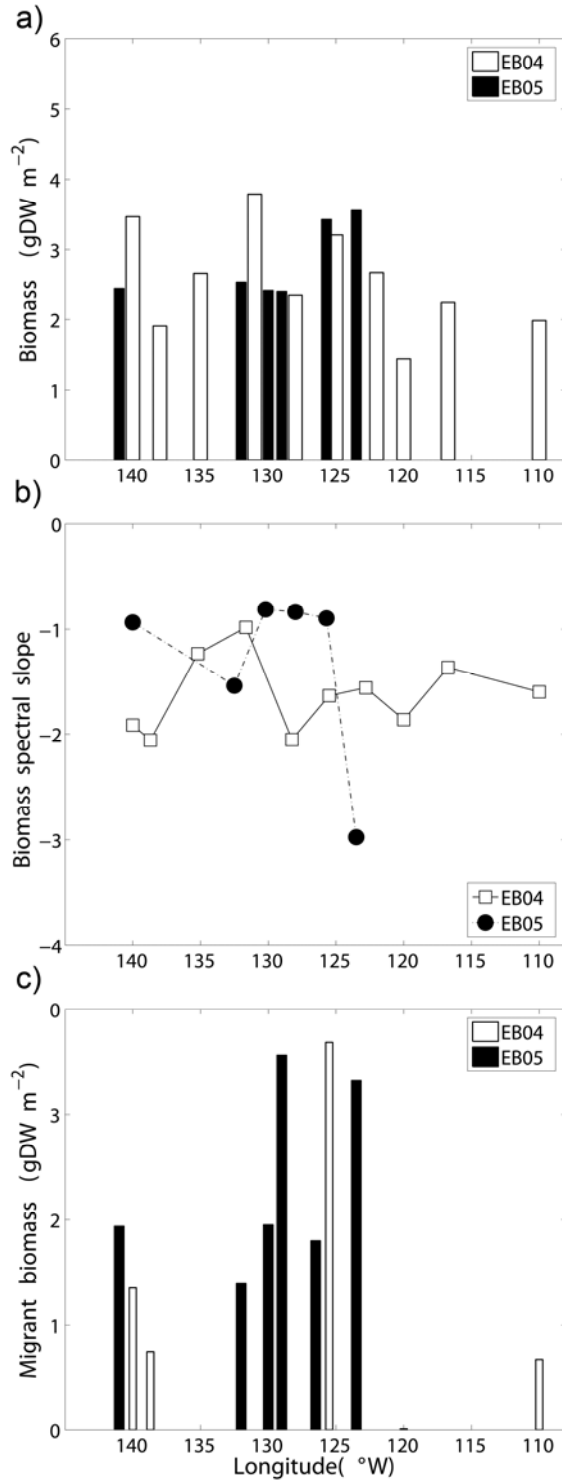 a)
6
5
4
3
2
1
0
Biomass (gDW m−2)
EB04
EB05
140 135 130 125 120 115 110
b)
0
−1
−2
−3
−4
Biomass spectral slope
EB04
EB05
140 135 130 125 120 115 110
c)
0
3
2
1
0
Migrant biomass (gDW m−2)
EB04
EB05
140 135 130 125 120 115 110
Longitude( °W)